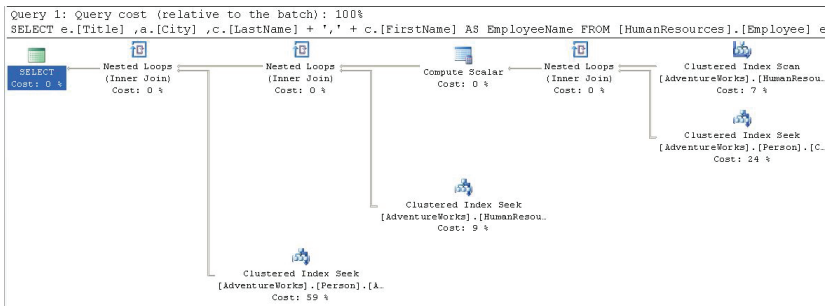 Query 1: Query cost (relative to the batch): 100%
SELECT e.[Title] ,a.[City] ,c.[LastName] + ',' + c.[FirstName] AS EmployeeName FROM [HumanResources].[Employee] e
SELECT
Cost: 0 %
Nested Loops
(Inner Join)
Cost: 0 %
Nested Loops
(Inner Join)
Cost: 0 %
Compute Scalar
Cost: 0 %
Nested Loops
(Inner Join)
Cost: 0 %
Clustered Index Scan
[AdventureWorks].[HumanResou…
Cost: 7 %
Clustered Index Seek
[AdventureWorks].[Person].[C…
Cost: 24 %
Clustered Index Seek
[AdventureWorks].[HumanResou…
Cost: 9 %
Clustered Index Seek
[AdventureWorks].[Person].[A…
Cost: 59 %